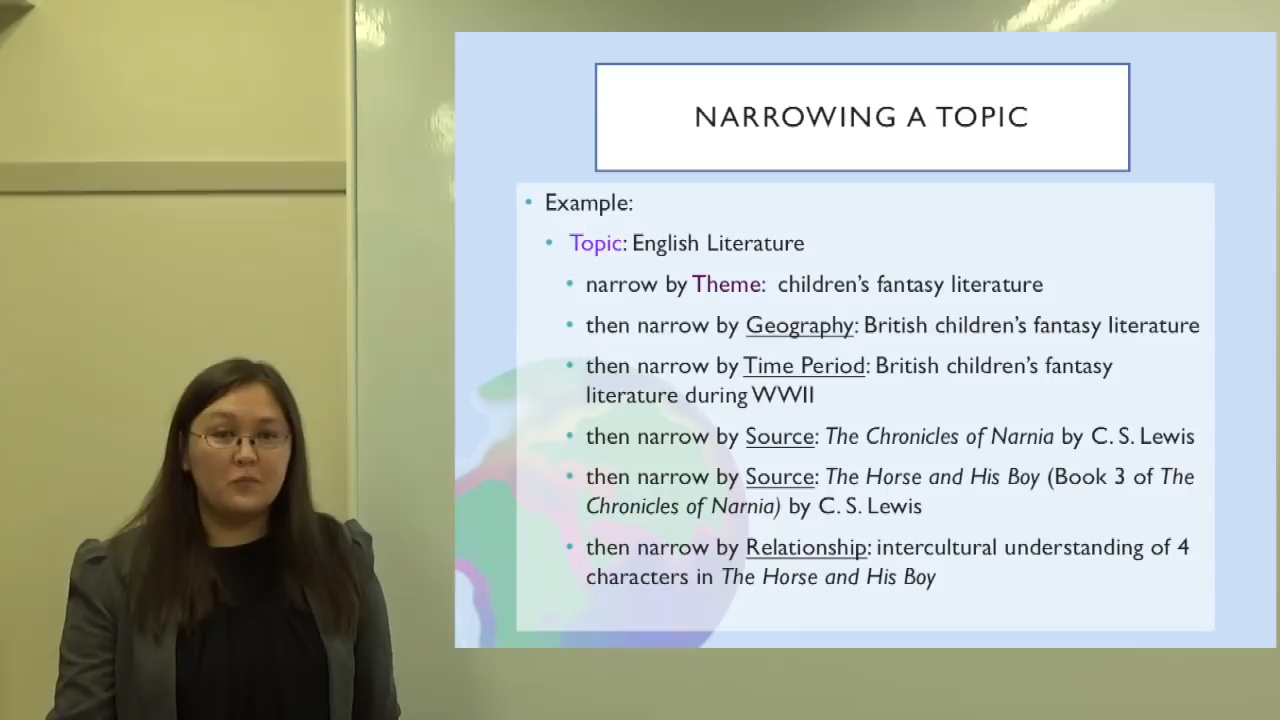 NARROWING A TOPIC
• Example:
• Topic: English Literature
• narrow by Theme: children’s fantasy literature
• then narrow by Geography: British children’s fantasy literature
• then narrow by Time Period: British children’s fantasy
literature during WWII
• then narrow by Source: The Chronicles of Narnia by C. S. Lewis
• then narrow by Source: The Horse and His Boy (Book 3 of The
Chronicles of Narnia) by C. S. Lewis
• then narrow by Relationship: intercultural understanding of 4
characters in The Horse and His Boy